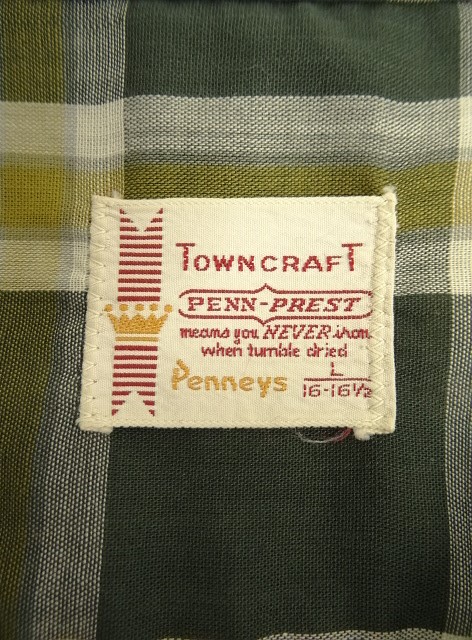 TOWNCRAFT
PENN-PREST
means you NEVER iron
when tumble dried
Penneys
L
16-16½